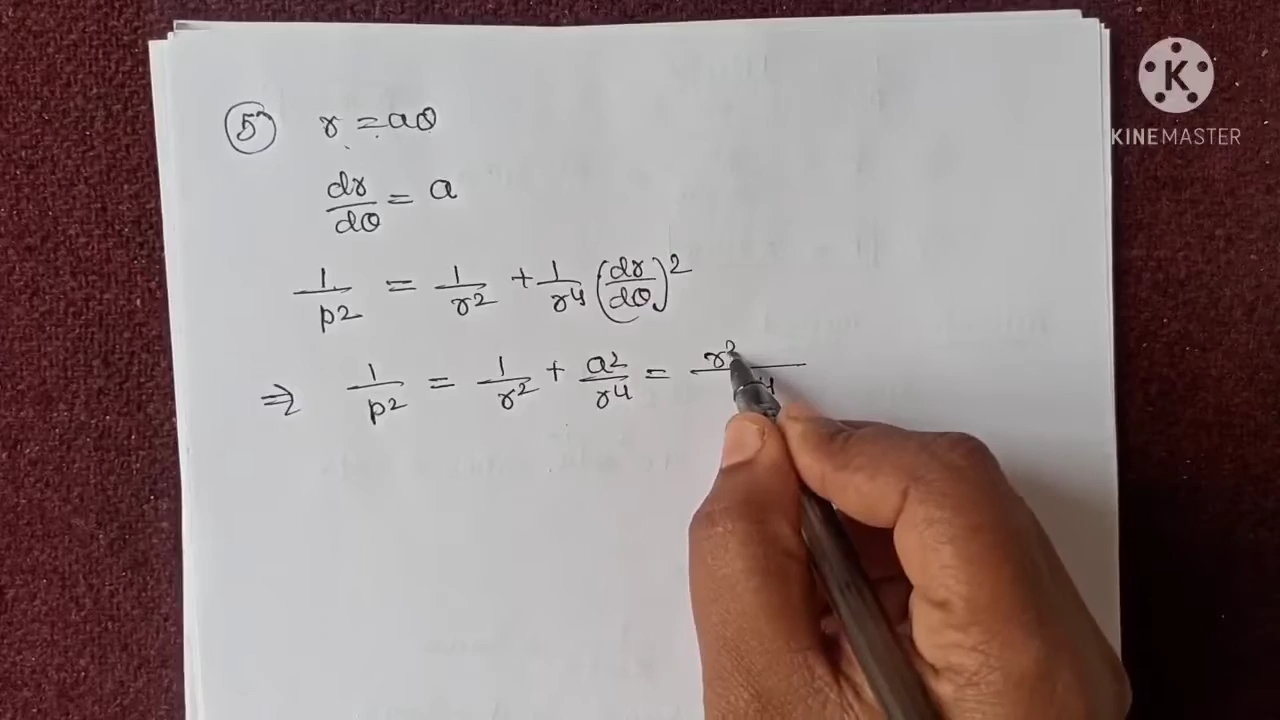 K
KINEMASTER
⑤ r = aθ
dr/dθ = a
1/p² = 1/r² + 1/r⁴ (dr/dθ)²
⇒ 1/p² = 1/r² + a²/r⁴ = r²/r⁴